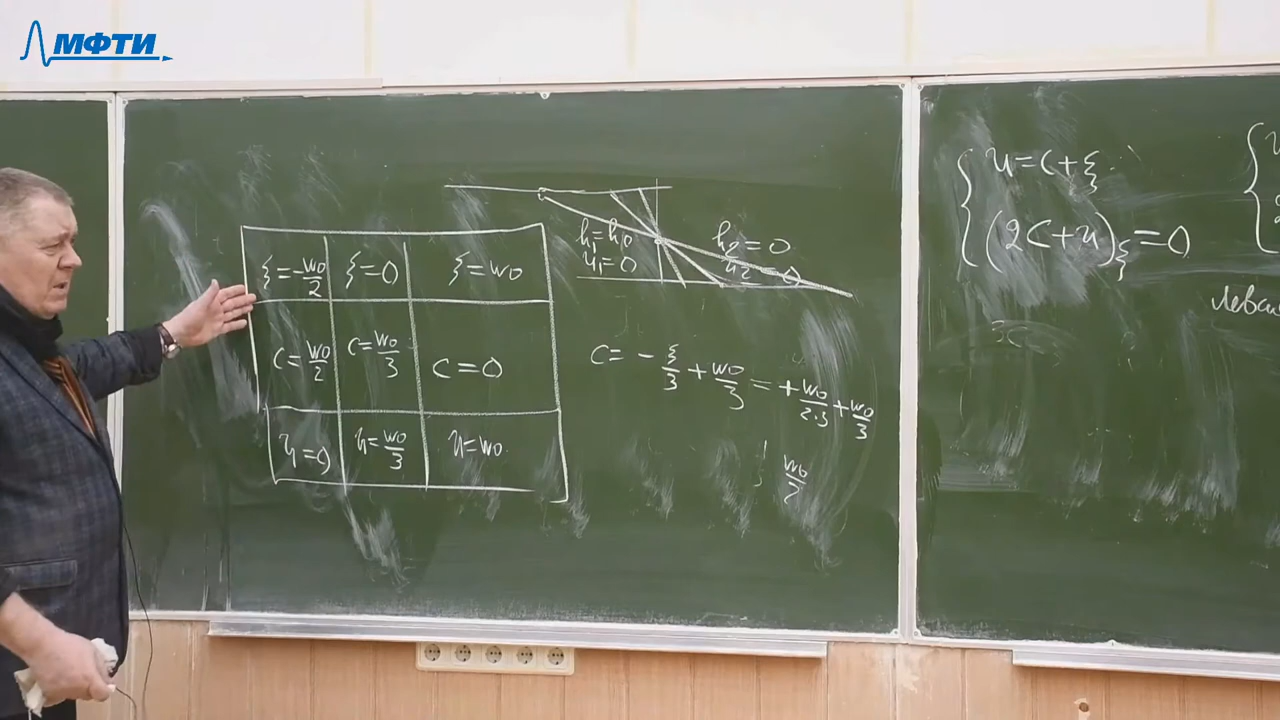 МФТИ
ξ = -w₀/2 ξ = 0 ξ = w₀
c = w₀/2 c = w₀/3 c = 0
u = 0 u = w₀/3 u = w₀
h₁ = h₀ h₂ = 0
u₁ = 0 u₂ = 0
c = - ξ/3 + w₀/3 = + w₀/2·3 + w₀/3
w₀/2
{ u = c + ξ
(2c + u)_ξ = 0